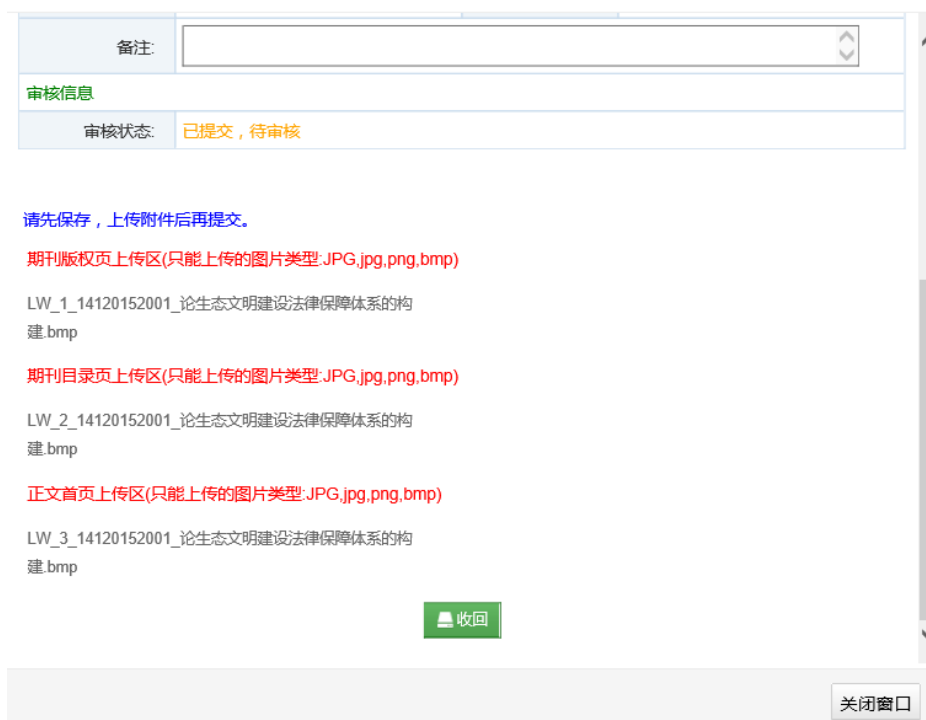 备注:
审核信息
审核状态: 已提交，待审核
请先保存，上传附件后再提交。
期刊版权页上传区(只能上传的图片类型:JPG,jpg,png,bmp)
LW_1_14120152001_论生态文明建设法律保障体系的构
建.bmp
期刊目录页上传区(只能上传的图片类型:JPG,jpg,png,bmp)
LW_2_14120152001_论生态文明建设法律保障体系的构
建.bmp
正文首页上传区(只能上传的图片类型:JPG,jpg,png,bmp)
LW_3_14120152001_论生态文明建设法律保障体系的构
建.bmp
收回
关闭窗口